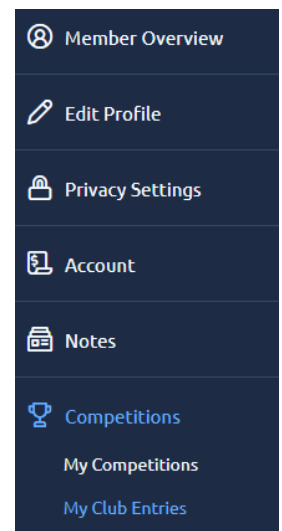 Member Overview
Edit Profile
Privacy Settings
Account
Notes
Competitions
My Competitions
My Club Entries